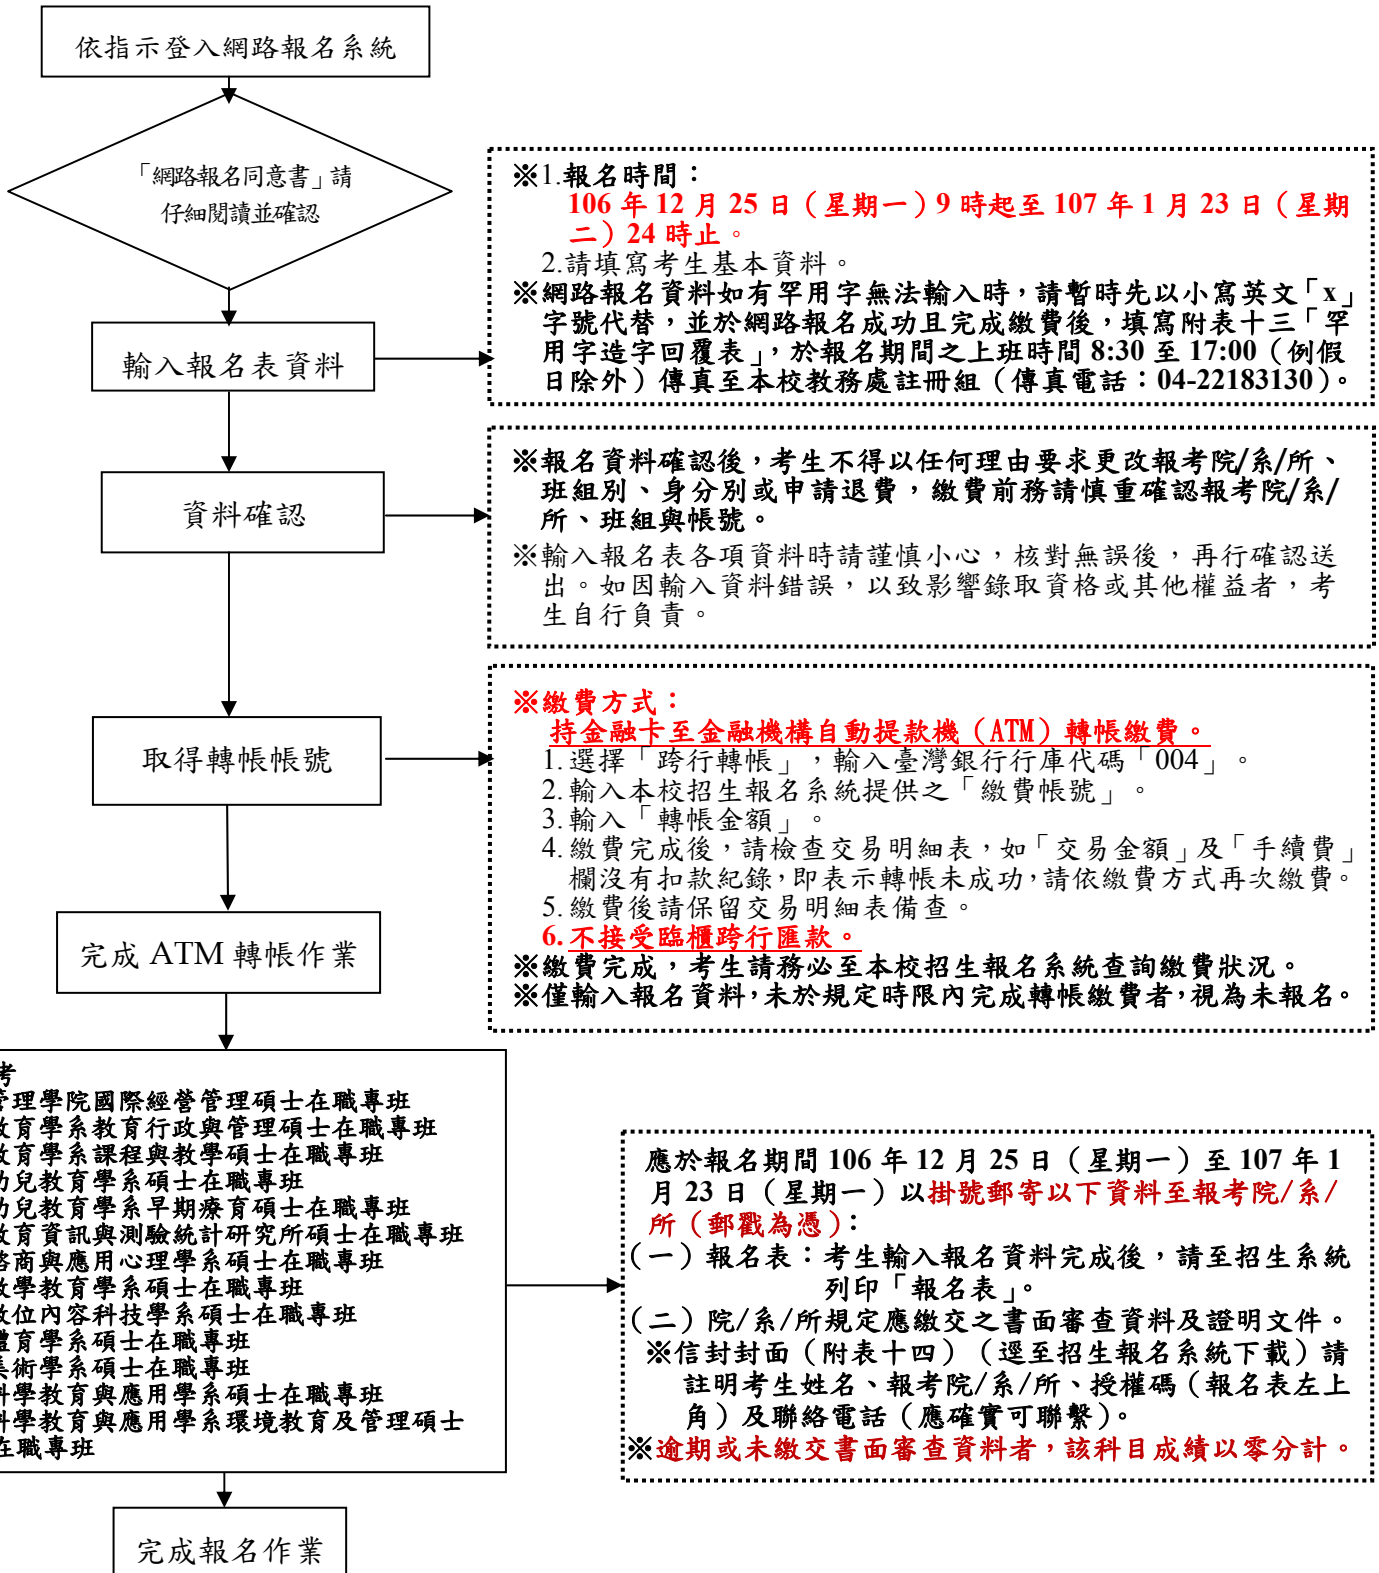 依指示登入網路報名系統
「網路報名同意書」請
仔細閱讀並確認
※1.報名時間：
106 年 12 月 25 日（星期一）9 時起至 107 年 1 月 23 日（星期
二）24 時止。
2.請填寫考生基本資料。
※網路報名資料如有罕用字無法輸入時，請暫時先以小寫英文「x」
字號代替，並於網路報名成功且完成繳費後，填寫附表十三「罕
用字造字回覆表」，於報名期間之上班時間 8:30 至 17:00（例假
日除外）傳真至本校教務處註冊組（傳真電話：04-22183130）。
輸入報名表資料
※報名資料確認後，考生不得以任何理由要求更改報考院/系/所、
班組別、身分別或申請退費，繳費前務請慎重確認報考院/系/
所、班組與帳號。
※輸入報名表各項資料時請謹慎小心，核對無誤後，再行確認送
出。如因輸入資料錯誤，以致影響錄取資格或其他權益者，考
生自行負責。
資料確認
※繳費方式：
持金融卡至金融機構自動提款機（ATM）轉帳繳費。
1.選擇「跨行轉帳」，輸入臺灣銀行行庫代碼「004」。
2.輸入本校招生報名系統提供之「繳費帳號」。
3.輸入「轉帳金額」。
4.繳費完成後，請檢查交易明細表，如「交易金額」及「手續費」
欄沒有扣款紀錄，即表示轉帳未成功，請依繳費方式再次繳費。
5.繳費後請保留交易明細表備查。
6.不接受臨櫃跨行匯款。
※繳費完成，考生請務必至本校招生報名系統查詢繳費狀況。
※僅輸入報名資料，未於規定時限內完成轉帳繳費者，視為未報名。
取得轉帳帳號
完成 ATM 轉帳作業
考
管理學院國際經營管理碩士在職專班
教育學系教育行政與管理碩士在職專班
教育學系課程與教學碩士在職專班
幼兒教育學系碩士在職專班
幼兒教育學系早期療育碩士在職專班
教育資訊與測驗統計研究所碩士在職專班
諮商與應用心理學系碩士在職專班
數學教育學系碩士在職專班
數位內容科技學系碩士在職專班
體育學系碩士在職專班
美術學系碩士在職專班
科學教育與應用學系碩士在職專班
科學教育與應用學系環境教育及管理碩士
在職專班
應於報名期間 106 年 12 月 25 日（星期一）至 107 年 1
月 23 日（星期一）以掛號郵寄以下資料至報考院/系/
所（郵戳為憑）：
（一）報名表：考生輸入報名資料完成後，請至招生系統
列印「報名表」。
（二）院/系/所規定應繳交之書面審查資料及證明文件。
※信封封面（附表十四）（逕至招生報名系統下載）請
註明考生姓名、報考院/系/所、授權碼（報名表左上
角）及聯絡電話（應確實可聯繫）。
※逾期或未繳交書面審查資料者，該科目成績以零分計。
完成報名作業